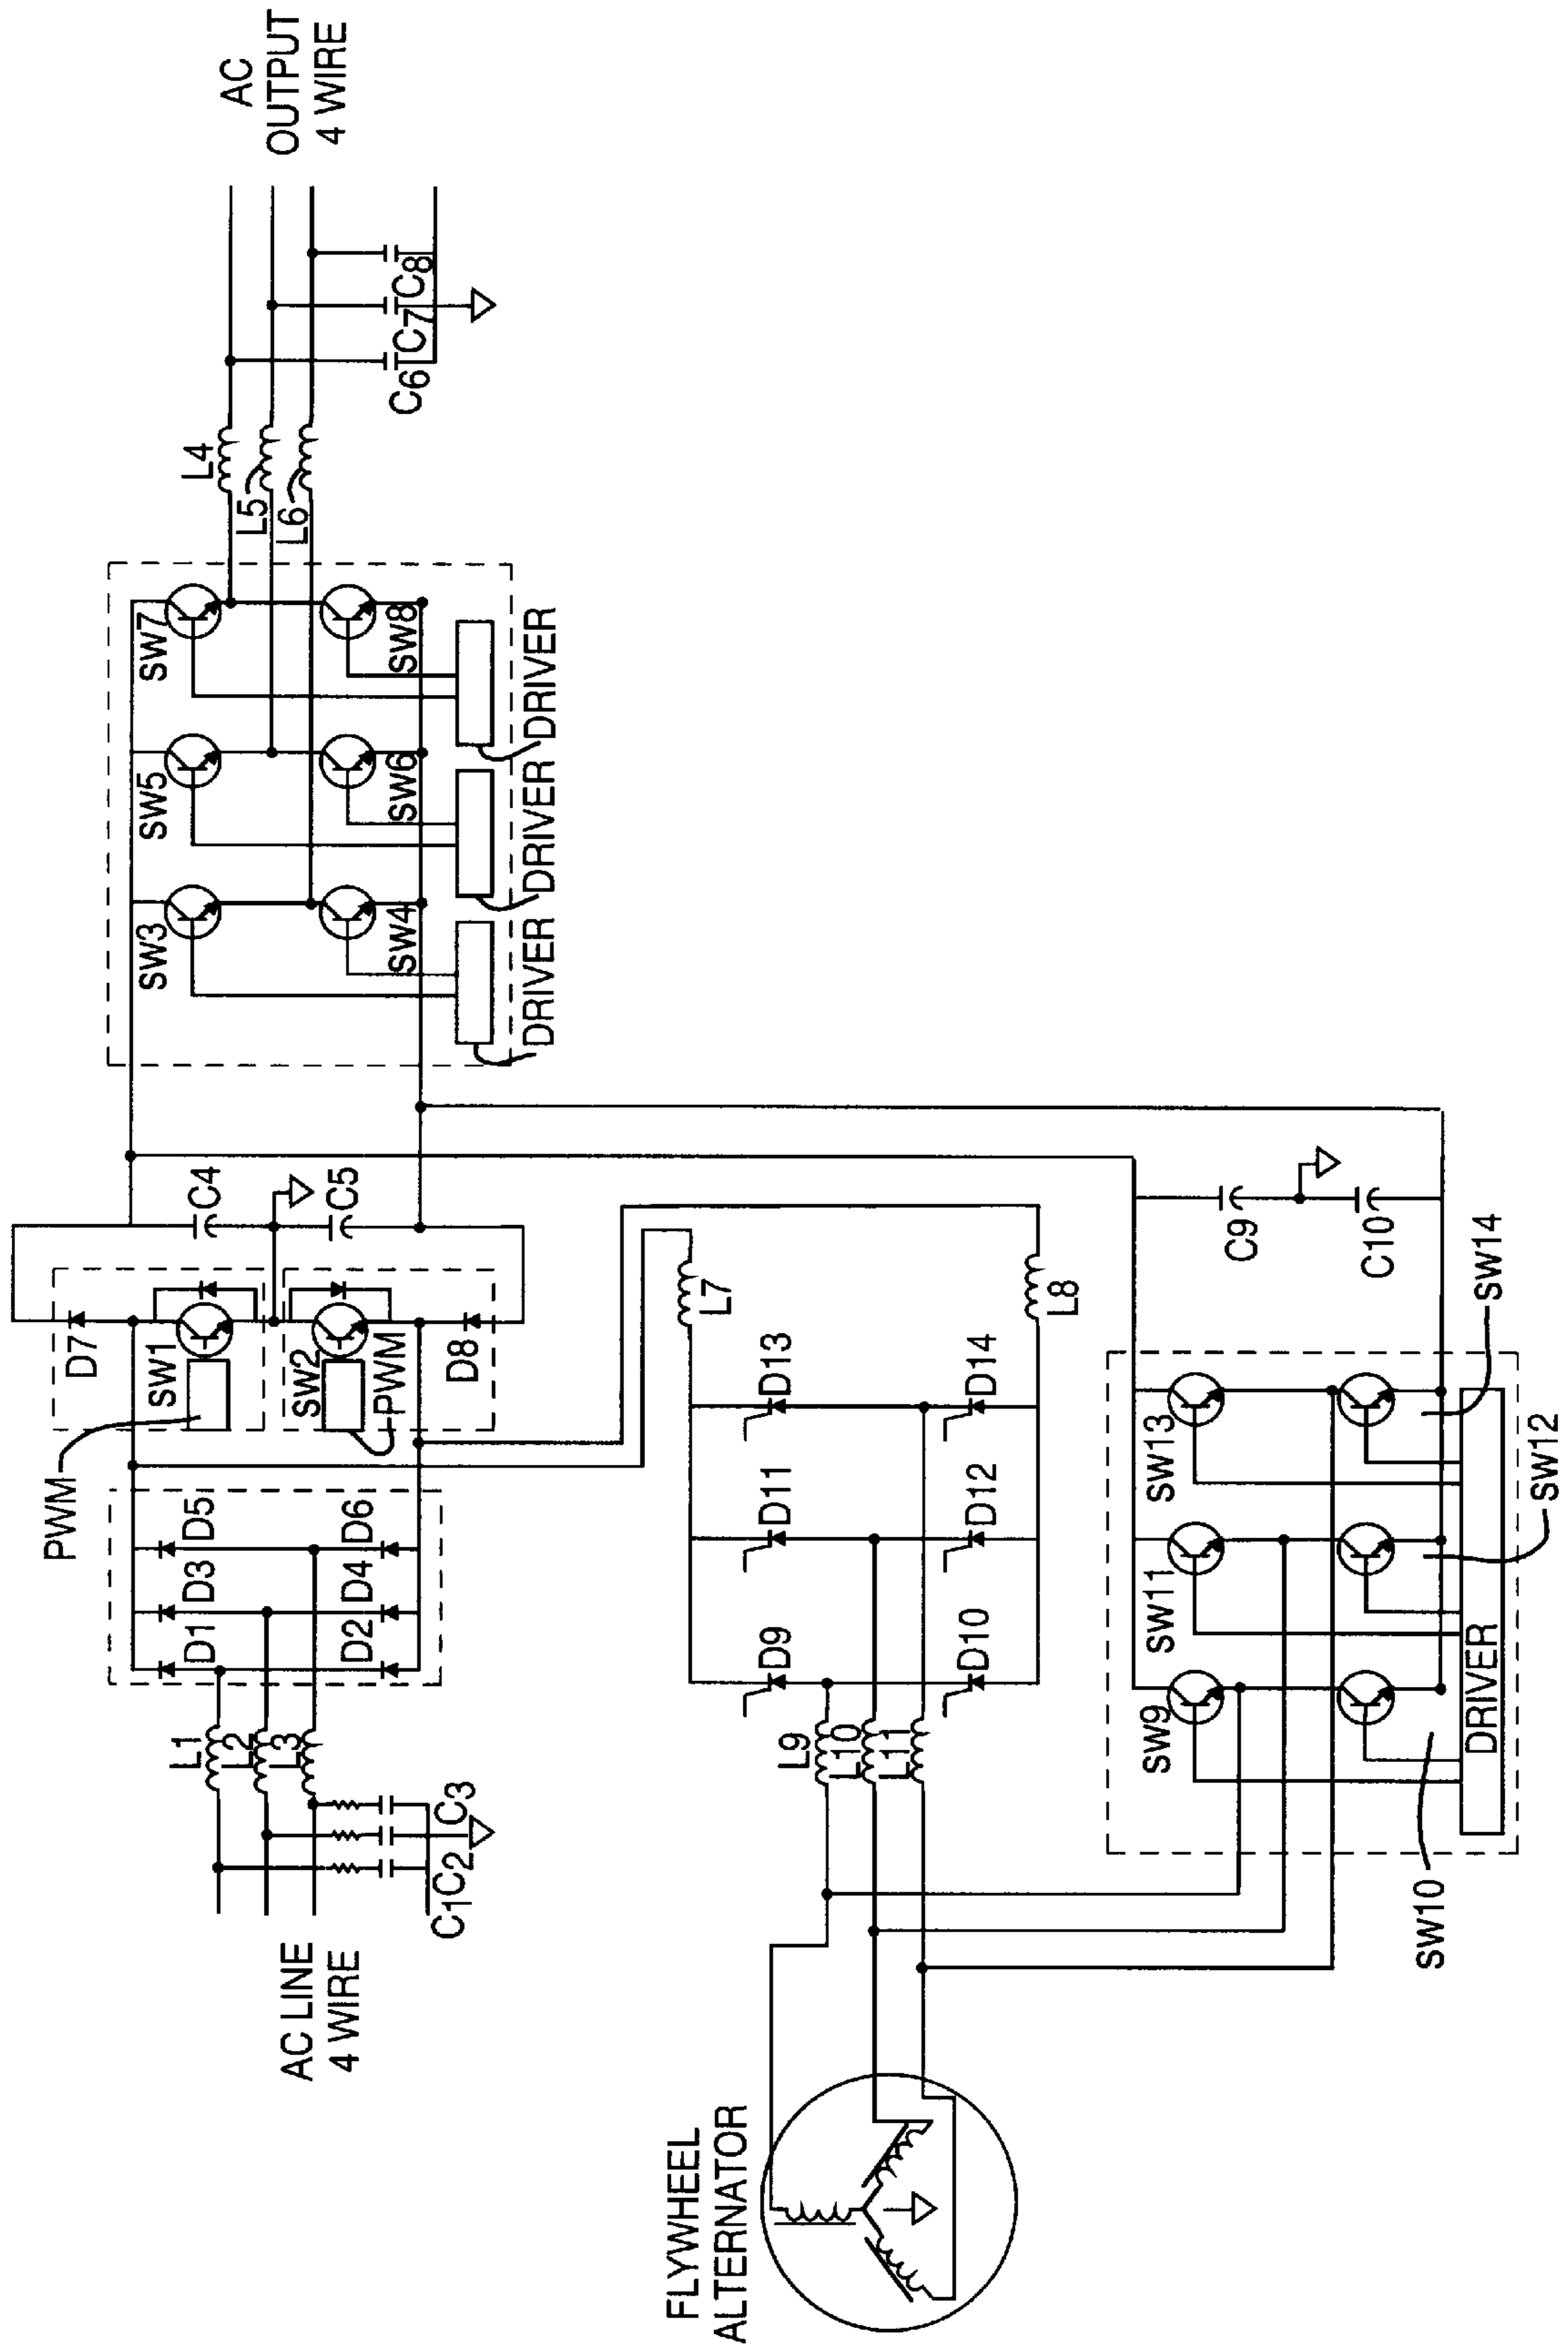 AC
OUTPUT
4 WIRE
L4
L5
L6
C6
C7
C8
SW7
SW8
SW5
SW6
SW3
SW4
DRIVER
DRIVER
DRIVER
C4
C5
D7
SW1
SW2
PWM
D8
PWM
D5
D6
D3
D4
D1
D2
L1
L2
L3
C1
C2
C3
AC LINE
4 WIRE
L7
L8
D13
D14
D11
D12
D9
D10
L9
L10
L11
C9
C10
SW14
SW12
SW13
SW11
SW9
DRIVER
SW10
FLYWHEEL
ALTERNATOR